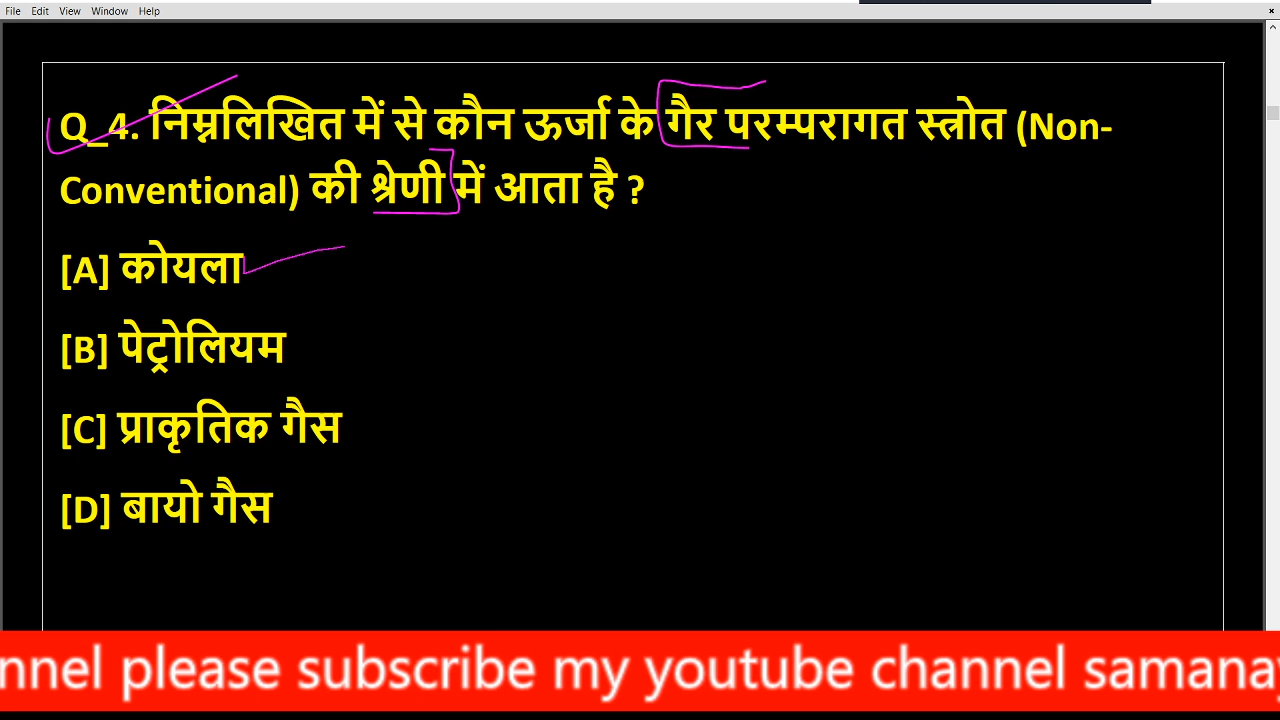 File Edit View Window Help
Q_4. निम्नलिखित में से कौन ऊर्जा के गैर परम्परागत स्त्रोत (Non-
Conventional) की श्रेणी में आता है ?
[A] कोयला
[B] पेट्रोलियम
[C] प्राकृतिक गैस
[D] बायो गैस
nnel please subscribe my youtube channel samana